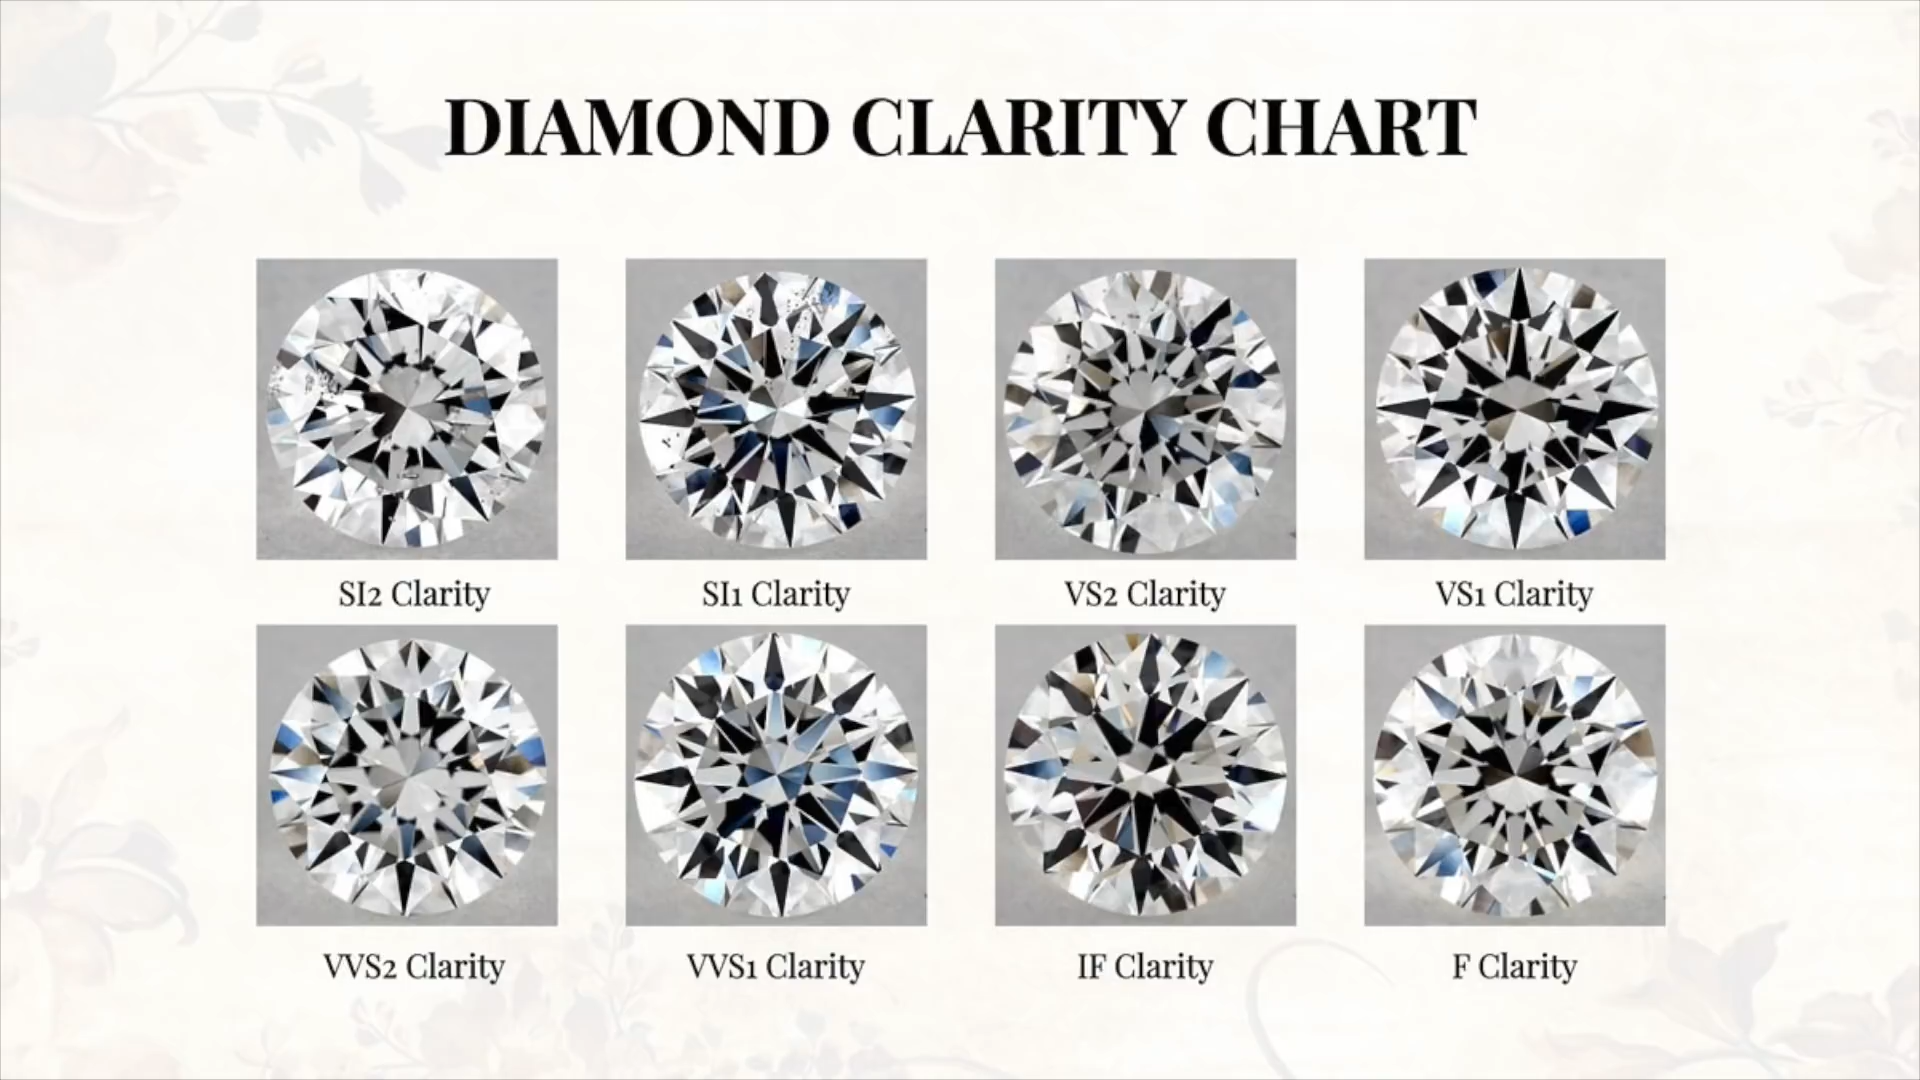 DIAMOND CLARITY CHART
SI2 Clarity
SI1 Clarity
VS2 Clarity
VS1 Clarity
VVS2 Clarity
VVS1 Clarity
IF Clarity
F Clarity